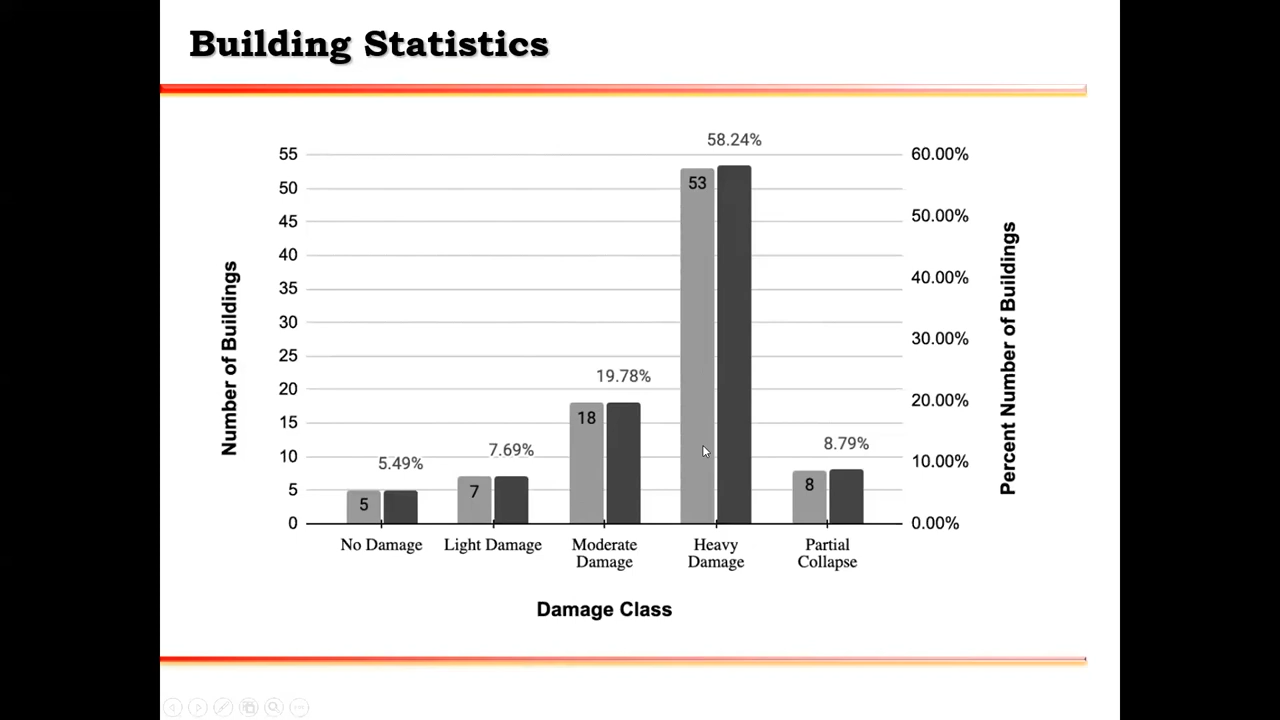 Building Statistics
58.24%
55
60.00%
53
50
50.00%
45
40
40.00%
35
30
30.00%
25
19.78%
20
20.00%
18
15
7.69%
8.79%
5.49%
10
10.00%
5
7
8
5
0
0.00%
No Damage
Light Damage
Moderate
Damage
Heavy
Damage
Partial
Collapse
Number of Buildings
Percent Number of Buildings
Damage Class